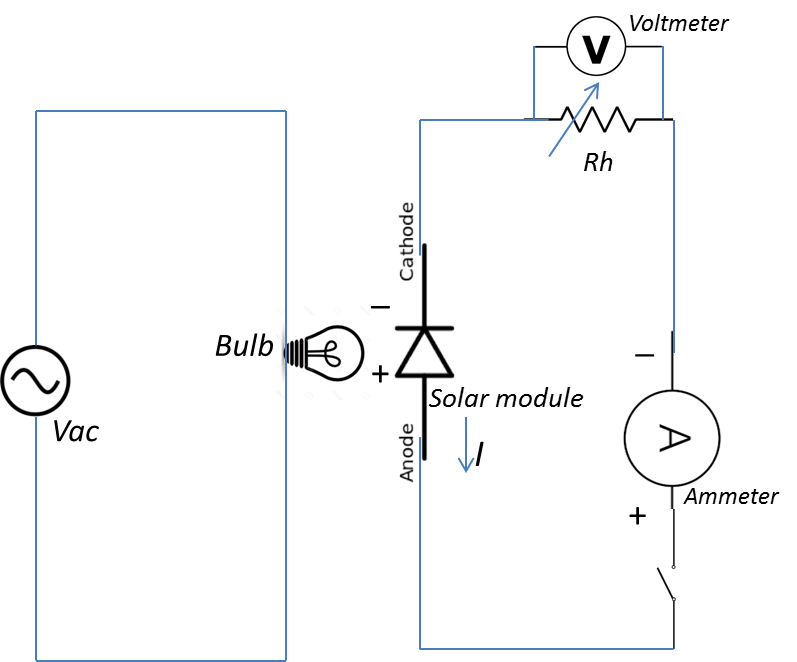 Voltmeter
V
Rh
Cathode
−
Bulb
+
Solar module
Vac
Anode
I
−
A
Ammeter
+